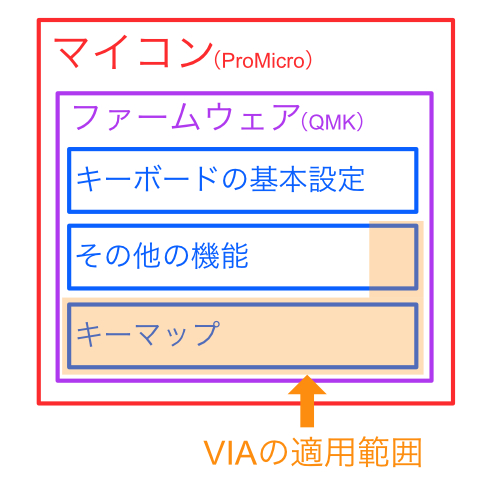 マイコン(ProMicro)
ファームウェア(QMK)
キーボードの基本設定
その他の機能
キーマップ
VIAの適用範囲